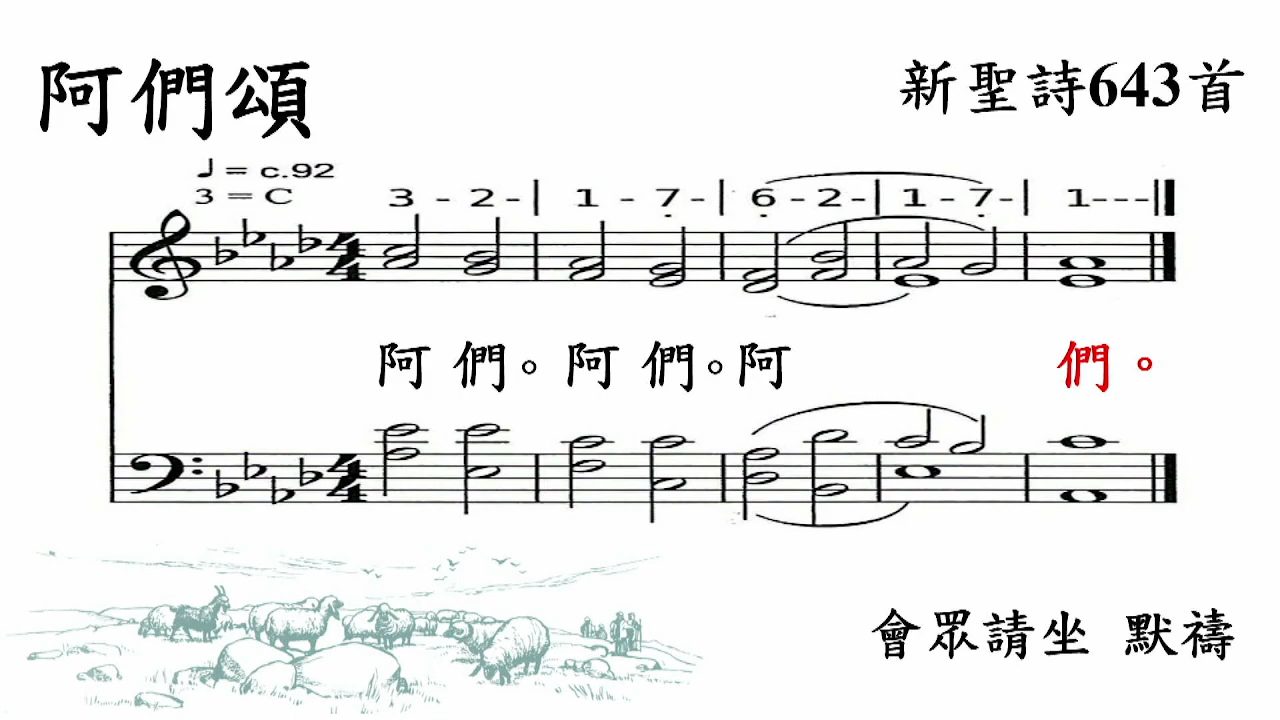 阿們頌
新聖詩643首
♩= c.92
3 = C
3 - 2 - | 1 - 7 - | 6 - 2 - | 1 - 7 - | 1 - - - ||
阿 們。阿 們。阿 們。
會眾請坐 默禱